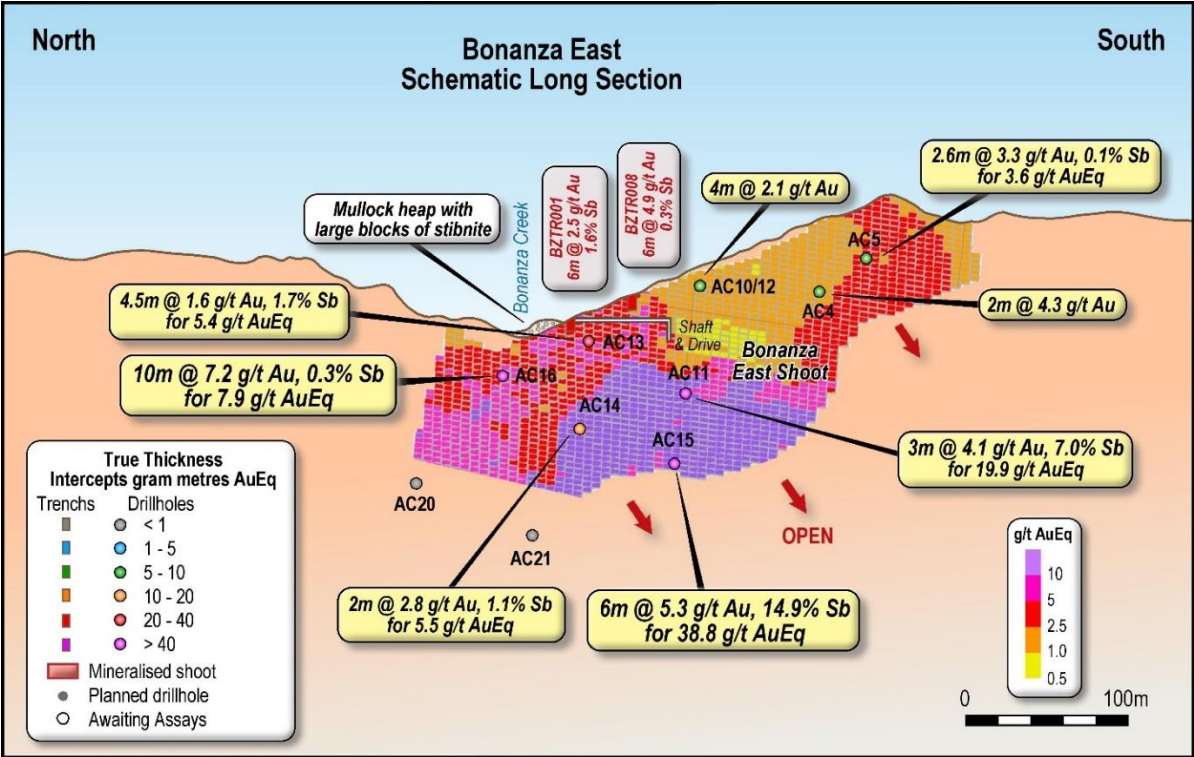 North
Bonanza East
Schematic Long Section
South
2.6m @ 3.3 g/t Au, 0.1% Sb
for 3.6 g/t AuEq
BZTR001
6m @ 2.5 g/t Au
1.6% Sb
BZTR008
6m @ 4.9 g/t Au
0.3% Sb
4m @ 2.1 g/t Au
Mullock heap with
large blocks of stibnite
Bonanza Creek
AC5
AC10/12
AC4
2m @ 4.3 g/t Au
4.5m @ 1.6 g/t Au, 1.7% Sb
for 5.4 g/t AuEq
Shaft
& Drive
AC13
Bonanza
East Shoot
10m @ 7.2 g/t Au, 0.3% Sb
for 7.9 g/t AuEq
AC16
AC11
AC14
AC15
3m @ 4.1 g/t Au, 7.0% Sb
for 19.9 g/t AuEq
AC20
AC21
OPEN
2m @ 2.8 g/t Au, 1.1% Sb
for 5.5 g/t AuEq
6m @ 5.3 g/t Au, 14.9% Sb
for 38.8 g/t AuEq
True Thickness
Intercepts gram metres AuEq
Trenchs Drillholes
< 1
1 - 5
5 - 10
10 - 20
20 - 40
> 40
Mineralised shoot
Planned drillhole
Awaiting Assays
g/t AuEq
10
5
2.5
1.0
0.5
0 100m